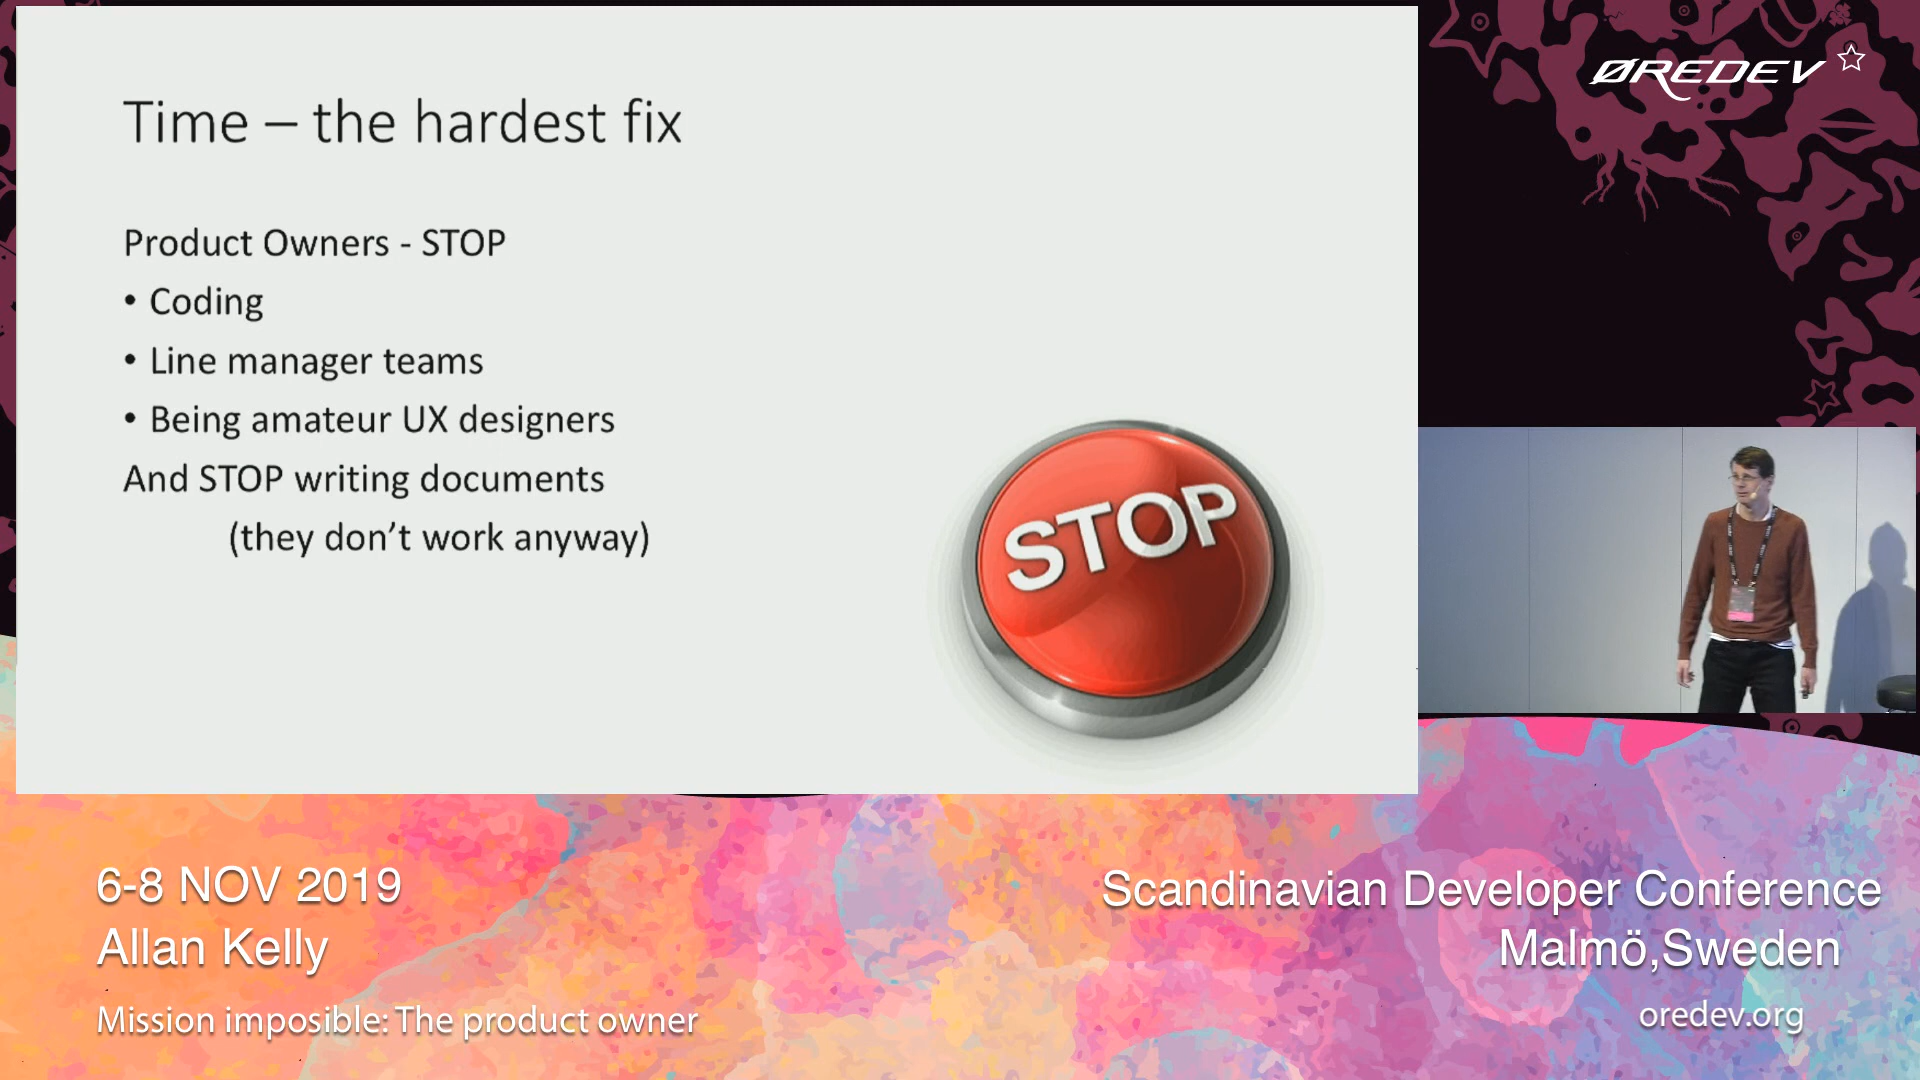 Time – the hardest fix
Product Owners - STOP
• Coding
• Line manager teams
• Being amateur UX designers
And STOP writing documents
(they don’t work anyway)
STOP
ØREDEV
6-8 NOV 2019
Allan Kelly
Mission imposible: The product owner
Scandinavian Developer Conference
Malmö,Sweden
oredev.org